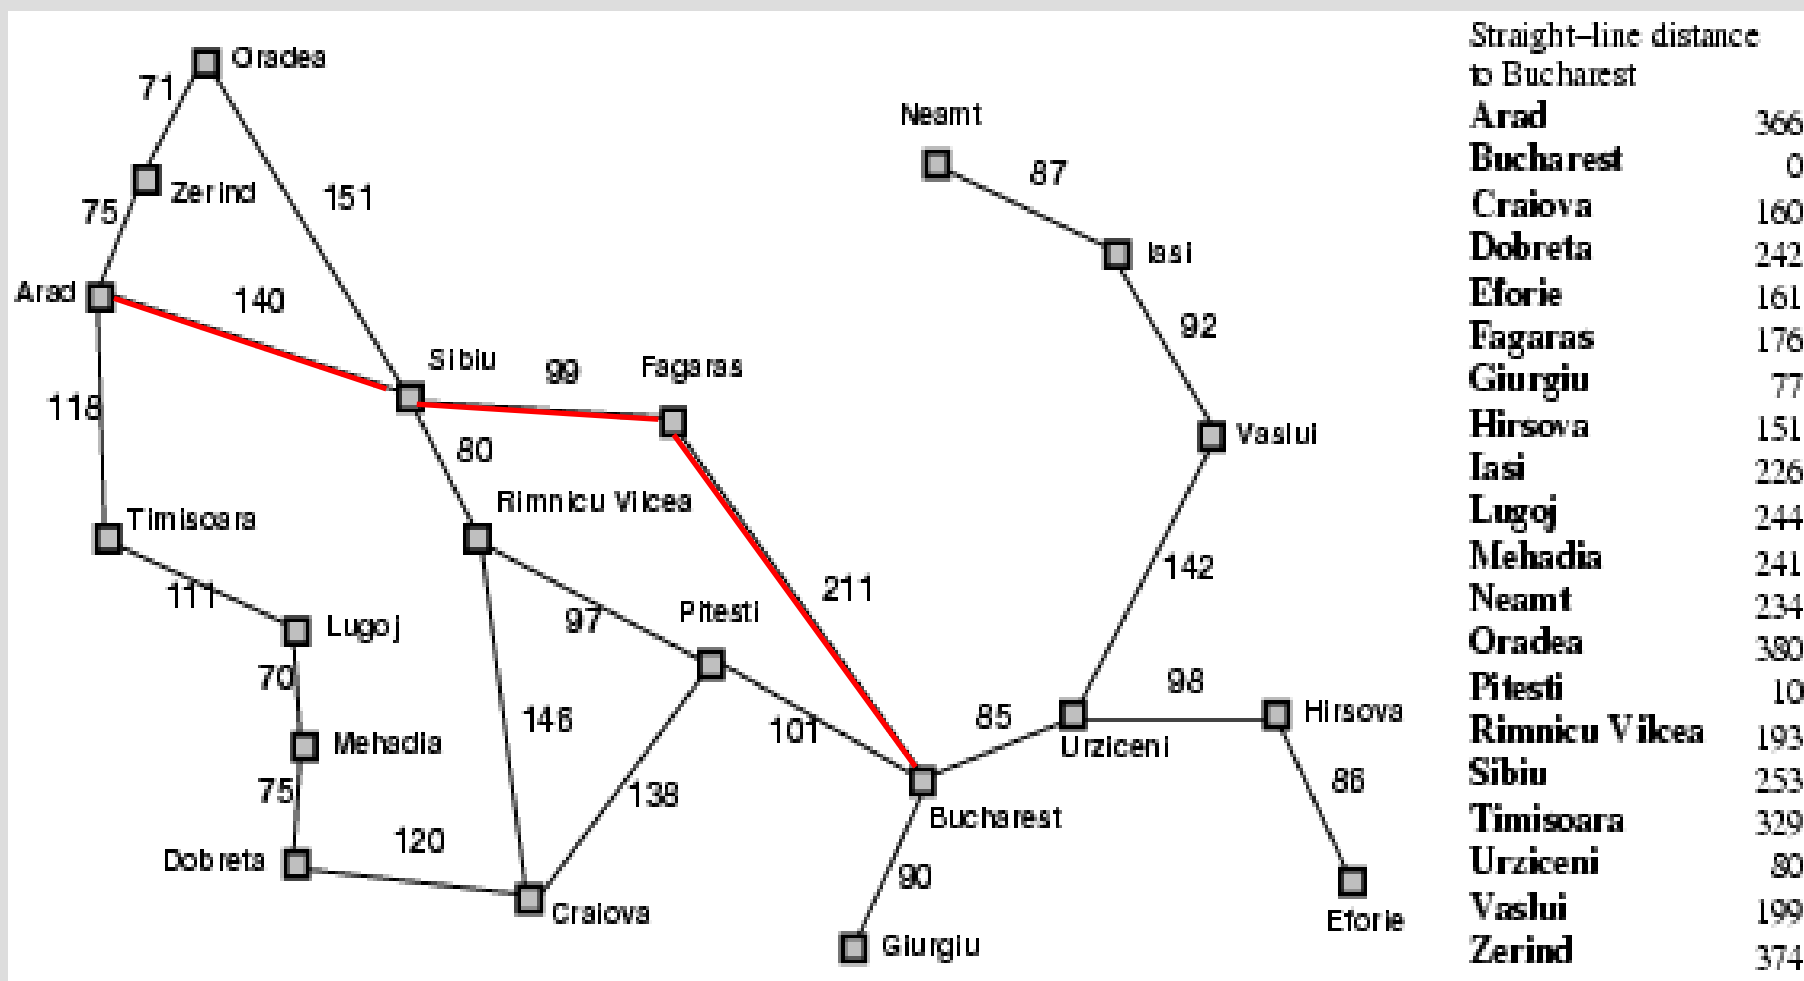 Oradea
71
Neamt
87
Zerind
151
75
Iasi
Arad
140
92
Sibiu
99
Fagaras
118
Vaslui
80
Timisoara
Rimnicu Vilcea
142
111
211
Lugoj
97
Pitesti
70
98
146
Hirsova
Mehadia
101
85
Urziceni
75
138
86
Bucharest
120
Dobreta
90
Craiova
Eforie
Giurgiu
Straight–line distance
to Bucharest
Arad 366
Bucharest 0
Craiova 160
Dobreta 242
Eforie 161
Fagaras 176
Giurgiu 77
Hirsova 151
Iasi 226
Lugoj 244
Mehadia 241
Neamt 234
Oradea 380
Pitesti 10
Rimnicu Vilcea 193
Sibiu 253
Timisoara 329
Urziceni 80
Vaslui 199
Zerind 374